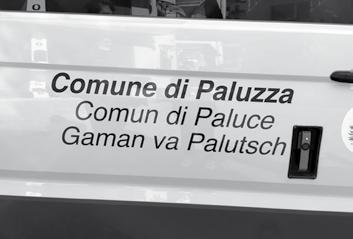 Comune di Paluzza
Comun di Paluce
Gaman va Palutsch